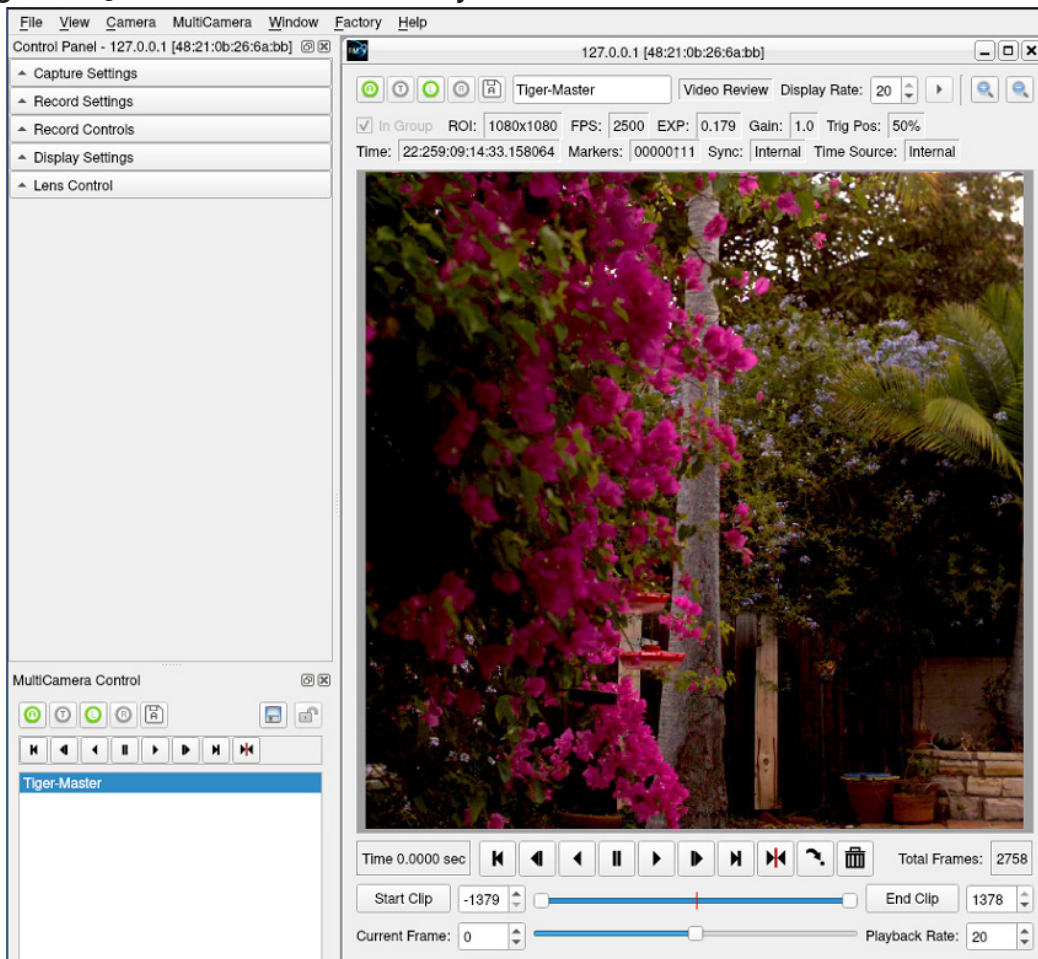 File View Camera MultiCamera Window Factory Help
Control Panel - 127.0.0.1 [48:21:0b:26:6a:bb]
Capture Settings
Record Settings
Record Controls
Display Settings
Lens Control
MultiCamera Control
A T L R A
Tiger-Master
127.0.0.1 [48:21:0b:26:6a:bb]
A T L R A Tiger-Master Video Review Display Rate: 20
In Group ROI: 1080x1080 FPS: 2500 EXP: 0.179 Gain: 1.0 Trig Pos: 50%
Time: 22:259:09:14:33.158064 Markers: 00000↑11 Sync: Internal Time Source: Internal
Time 0.0000 sec Total Frames: 2758
Start Clip -1379 End Clip 1378
Current Frame: 0 Playback Rate: 20